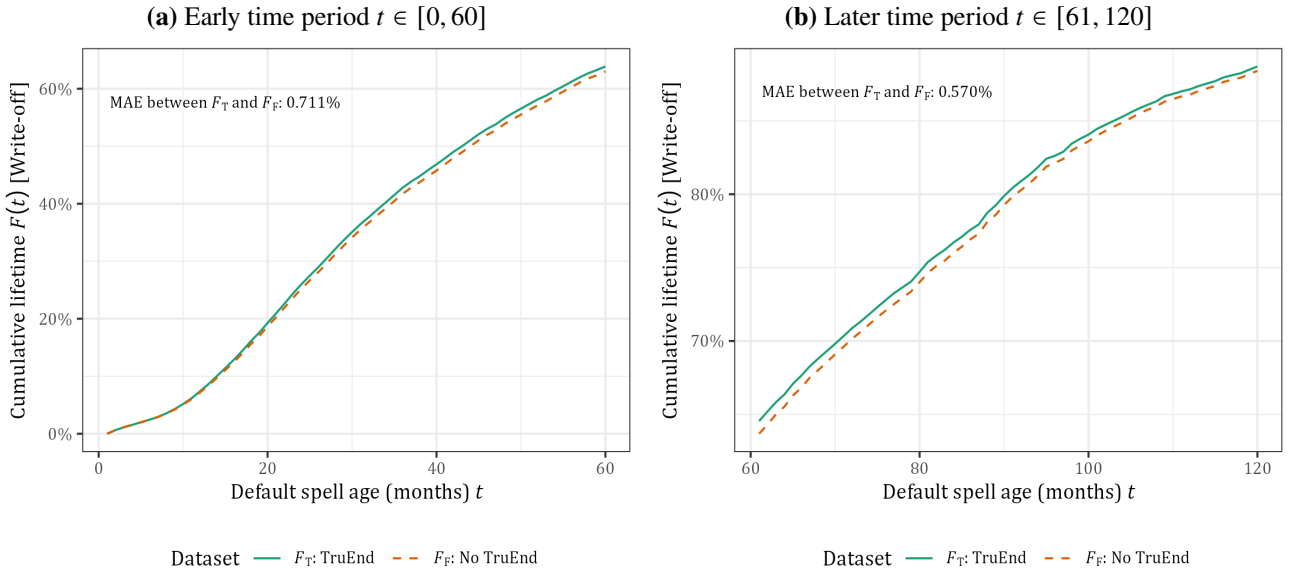 (a) Early time period t ∈ [0, 60]
Cumulative lifetime F(t) [Write-off]
60%
40%
20%
0%
MAE between F_T and F_F: 0.711%
0 20 40 60
Default spell age (months) t
Dataset F_T: TruEnd F_F: No TruEnd
(b) Later time period t ∈ [61, 120]
Cumulative lifetime F(t) [Write-off]
80%
70%
MAE between F_T and F_F: 0.570%
60 80 100 120
Default spell age (months) t
Dataset F_T: TruEnd F_F: No TruEnd